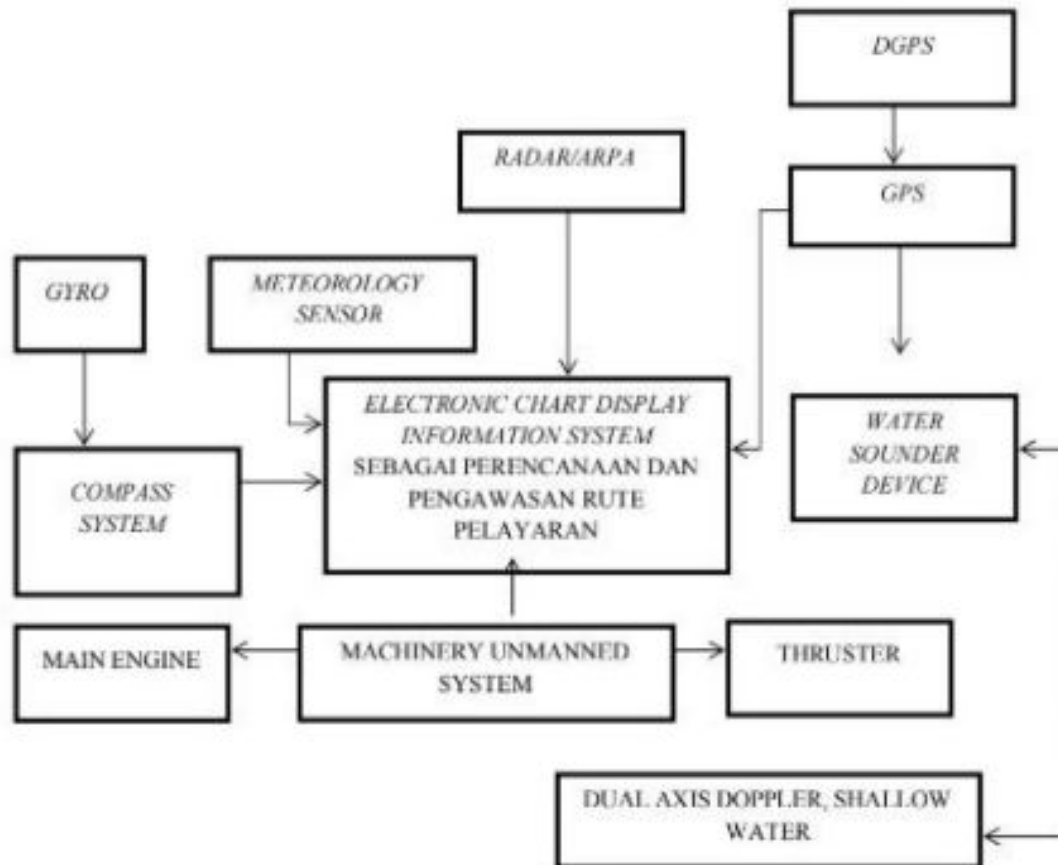 DGPS
RADAR/ARPA
GPS
GYRO
METEOROLOGY
SENSOR
ELECTRONIC CHART DISPLAY
INFORMATION SYSTEM
SEBAGAI PERENCANAAN DAN
PENGAWASAN RUTE
PELAYARAN
WATER
SOUNDER
DEVICE
COMPASS
SYSTEM
MAIN ENGINE
MACHINERY UNMANNED
SYSTEM
THRUSTER
DUAL AXIS DOPPLER, SHALLOW
WATER